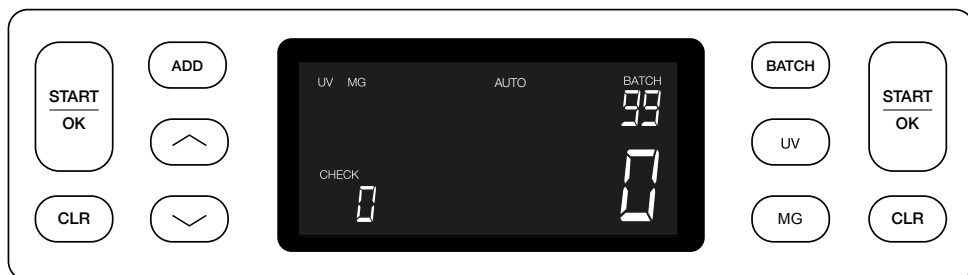 START
OK
CLR
ADD
UV MG
AUTO
BATCH
99
CHECK
0
0
BATCH
UV
MG
START
OK
CLR